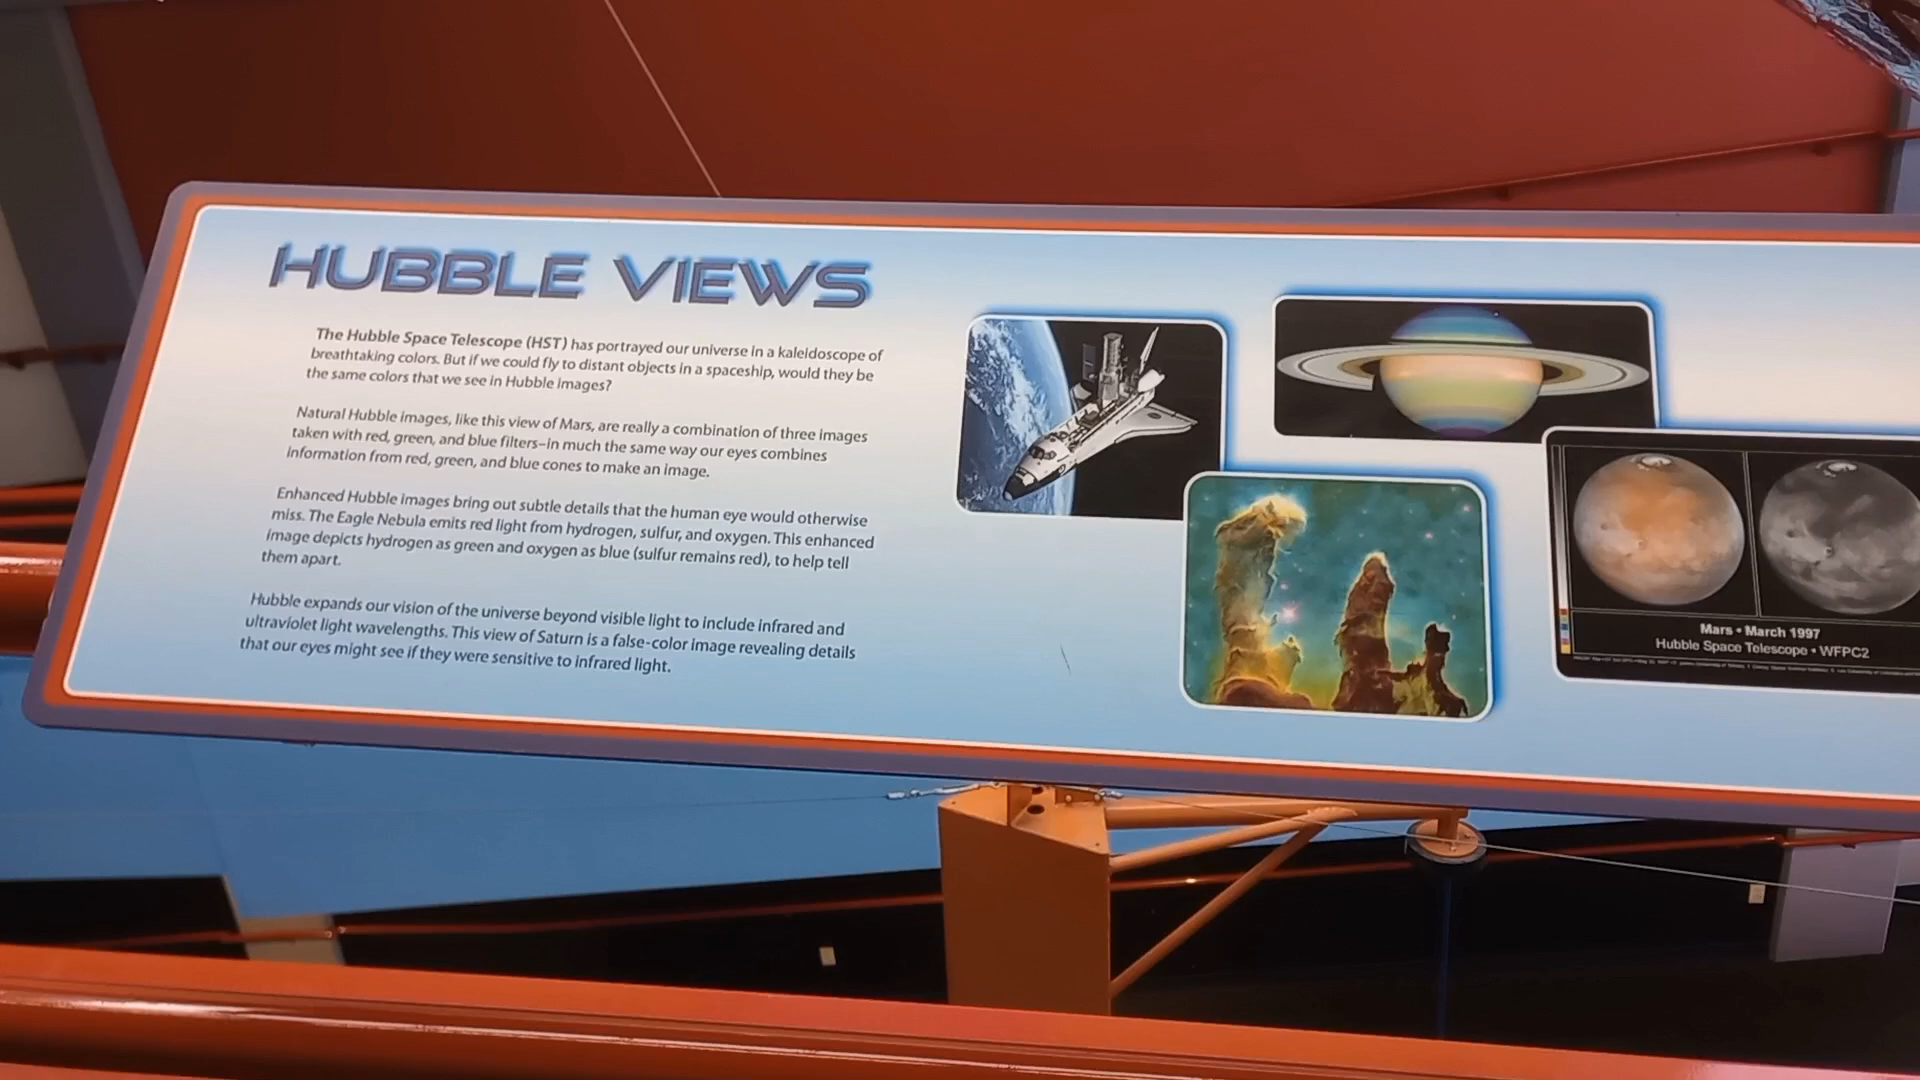 HUBBLE VIEWS
The Hubble Space Telescope (HST) has portrayed our universe in a kaleidoscope of
breathtaking colors. But if we could fly to distant objects in a spaceship, would they be
the same colors that we see in Hubble images?
Natural Hubble images, like this view of Mars, are really a combination of three images
taken with red, green, and blue filters–in much the same way our eyes combines
information from red, green, and blue cones to make an image.
Enhanced Hubble images bring out subtle details that the human eye would otherwise
miss. The Eagle Nebula emits red light from hydrogen, sulfur, and oxygen. This enhanced
image depicts hydrogen as green and oxygen as blue (sulfur remains red), to help tell
them apart.
Hubble expands our vision of the universe beyond visible light to include infrared and
ultraviolet light wavelengths. This view of Saturn is a false-color image revealing details
that our eyes might see if they were sensitive to infrared light.
Mars • March 1997
Hubble Space Telescope • WFPC2